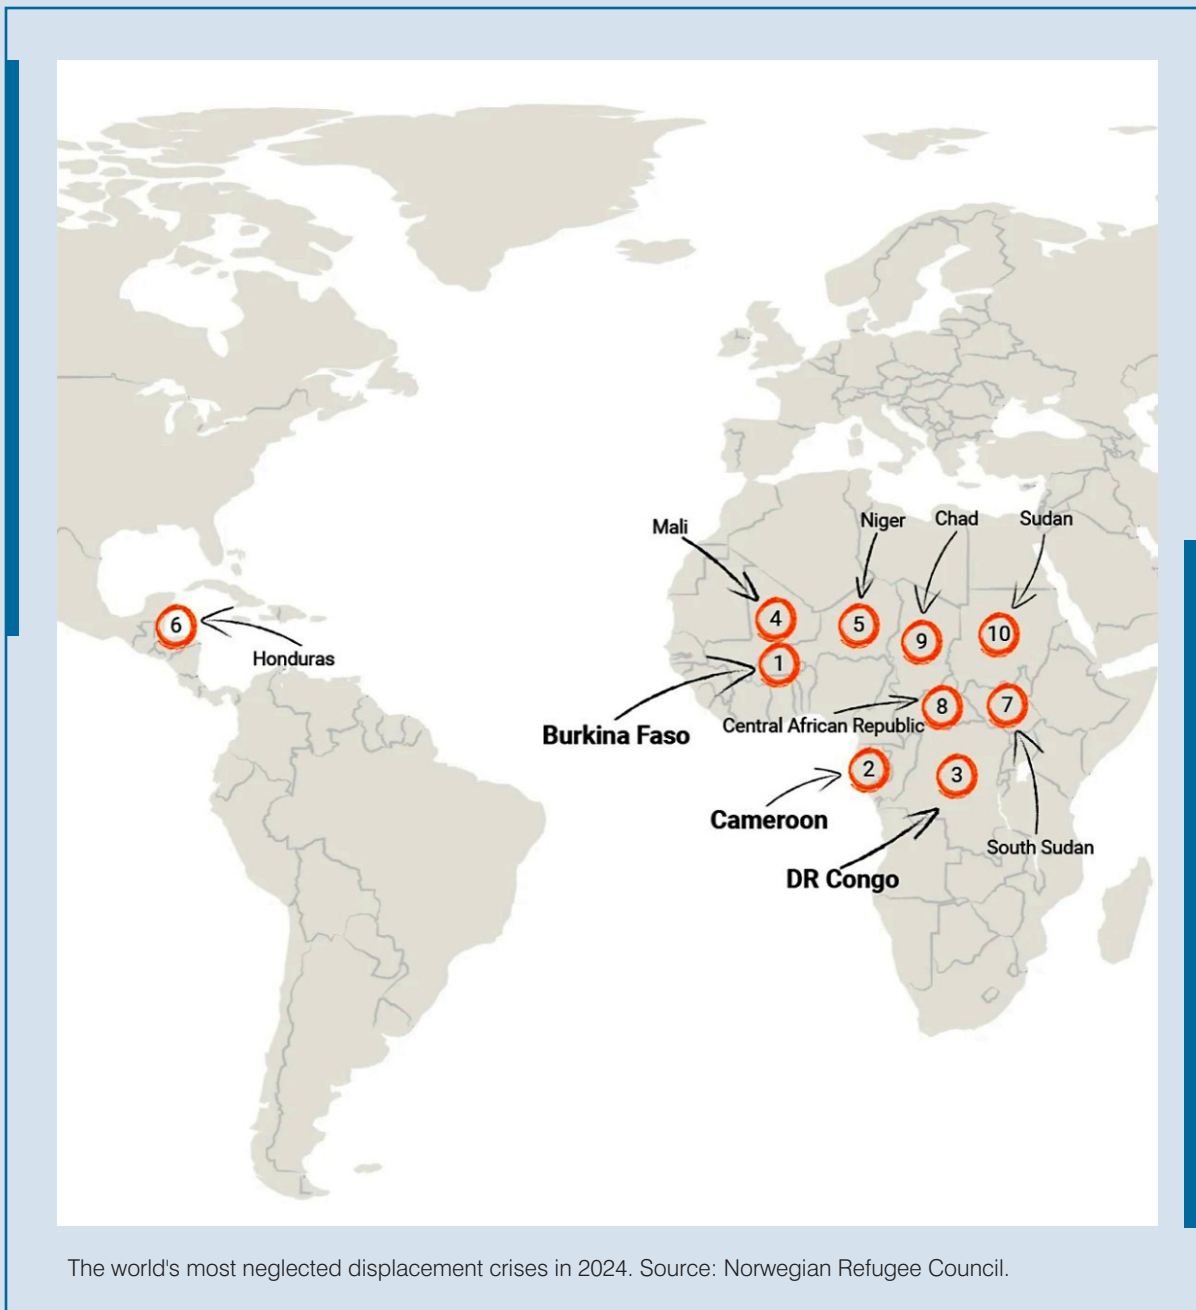 Mali
Niger
Chad
Sudan
4
5
9
10
6
Honduras
1
Burkina Faso
Central African Republic
8
7
2
3
Cameroon
South Sudan
DR Congo
The world's most neglected displacement crises in 2024. Source: Norwegian Refugee Council.